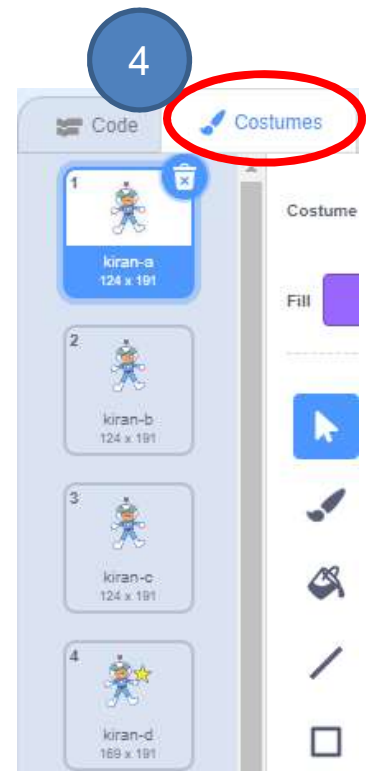 4
Code
Costumes
1
kiran-a
124 x 191
Costume
Fill
2
kiran-b
124 x 191
3
kiran-c
124 x 191
4
kiran-d
169 x 191